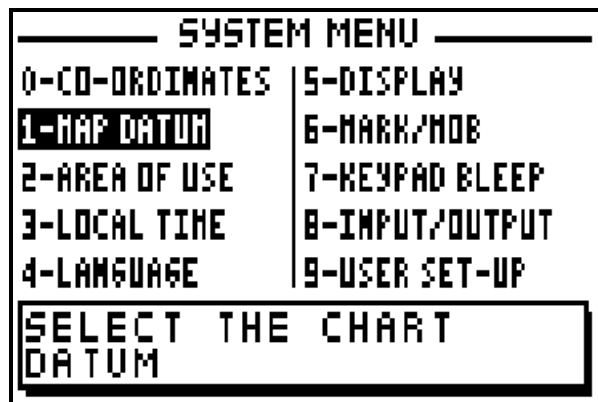 SYSTEM MENU
0-CO-ORDINATES
1-MAP DATUM
2-AREA OF USE
3-LOCAL TIME
4-LANGUAGE
5-DISPLAY
6-MARK/MOB
7-KEYPAD BLEEP
8-INPUT/OUTPUT
9-USER SET-UP
SELECT THE CHART
DATUM